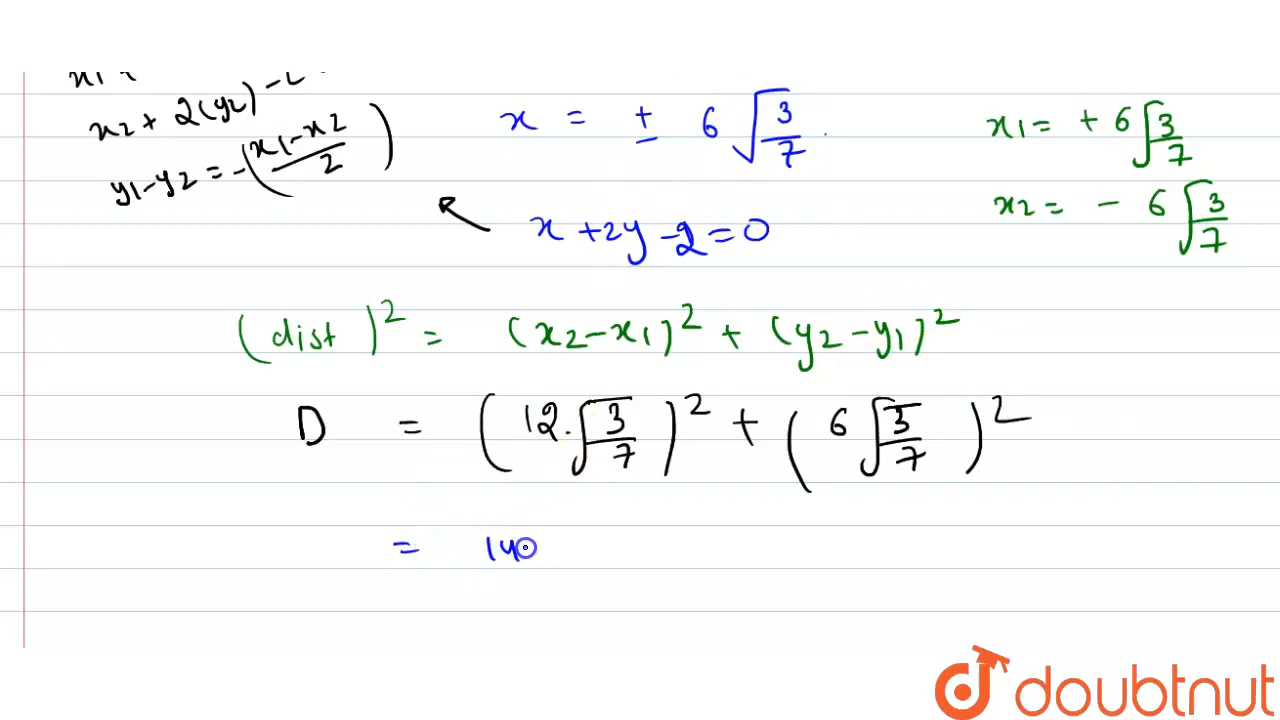 x2 + 2(y2) - 2
y1 - y2 = -(x1 - x2 / 2)
x = ± 6 √(3/7)
x + 2y - 2 = 0
x1 = + 6 √(3/7)
x2 = - 6 √(3/7)
(dist)² = (x2 - x1)² + (y2 - y1)²
D = (12.√(3/7))² + (6 √(3/7))²
= 14
doubtnut